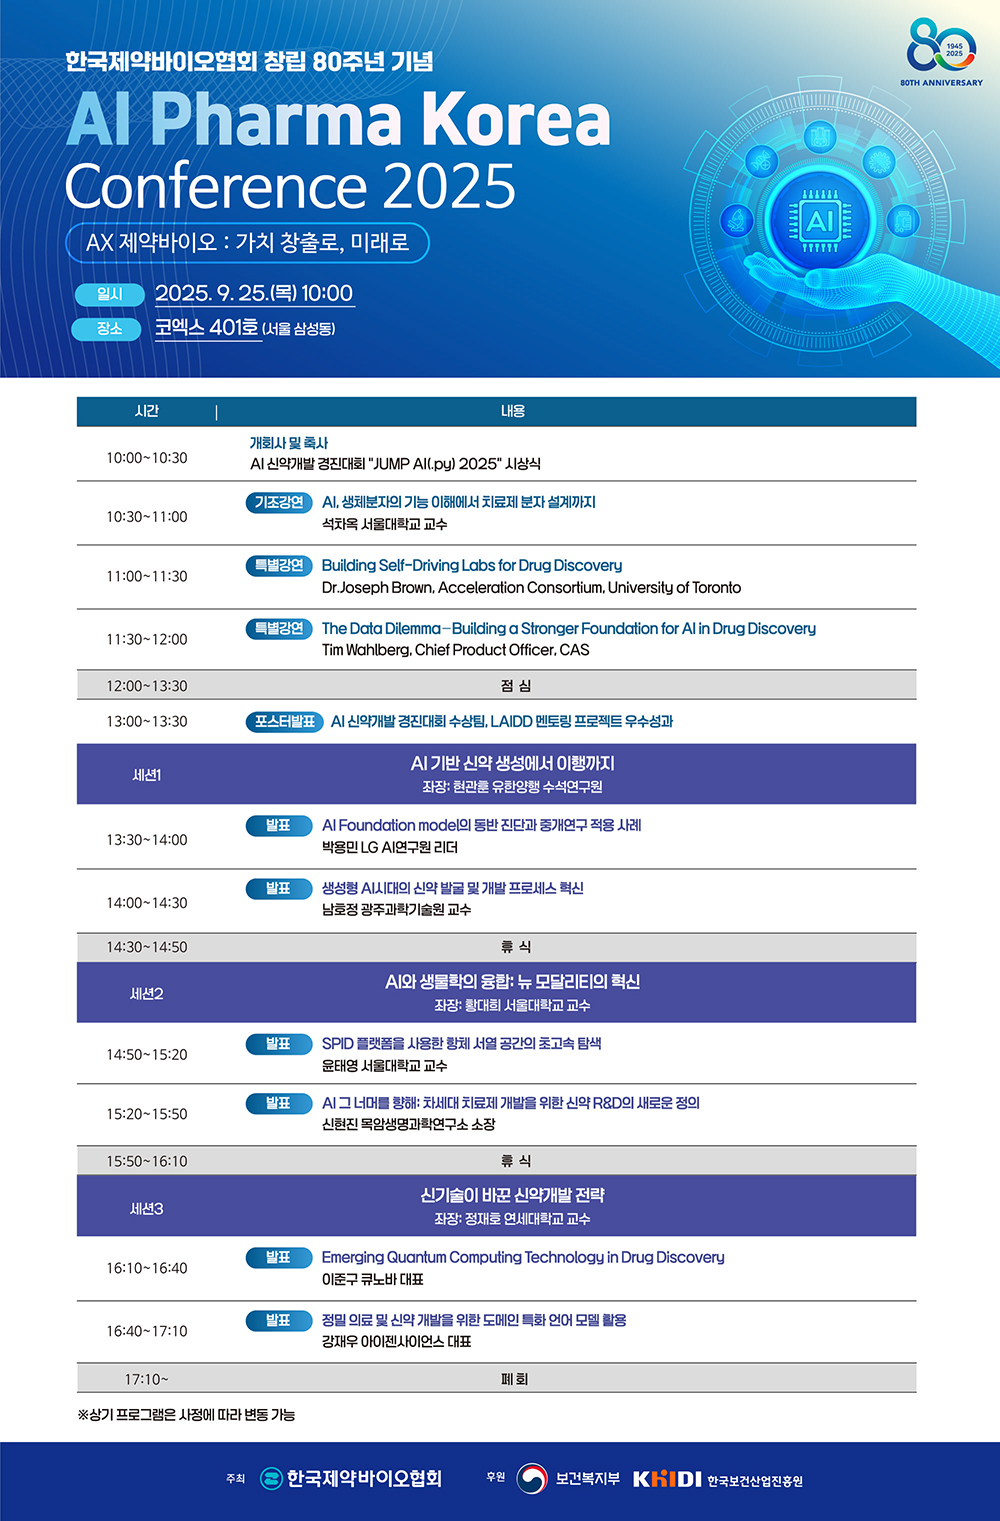 한국제약바이오협회 창립 80주년 기념
1945
2025
80TH ANNIVERSARY
AI Pharma Korea
Conference 2025
AX 제약바이오 : 가치 창출로, 미래로
AI
일시 2025. 9. 25.(목) 10:00
장소 코엑스 401호 (서울 삼성동)
시간 | 내용
10:00~10:30 개회사 및 축사
AI 신약개발 경진대회 "JUMP AI(.py) 2025" 시상식
10:30~11:00 기조강연 AI, 생체분자의 기능 이해에서 치료제 분자 설계까지
석차옥 서울대학교 교수
11:00~11:30 특별강연 Building Self-Driving Labs for Drug Discovery
Dr.Joseph Brown, Acceleration Consortium, University of Toronto
11:30~12:00 특별강연 The Data Dilemma—Building a Stronger Foundation for AI in Drug Discovery
Tim Wahlberg, Chief Product Officer, CAS
12:00~13:30 점 심
13:00~13:30 포스터발표 AI 신약개발 경진대회 수상팀, LAIDD 멘토링 프로젝트 우수성과
세션1 AI 기반 신약 생성에서 이행까지
좌장: 현관훈 유한양행 수석연구원
13:30~14:00 발표 AI Foundation model의 동반 진단과 중개연구 적용 사례
박용민 LG AI연구원 리더
14:00~14:30 발표 생성형 AI시대의 신약 발굴 및 개발 프로세스 혁신
남호정 광주과학기술원 교수
14:30~14:50 휴 식
세션2 AI와 생물학의 융합: 뉴 모달리티의 혁신
좌장: 황대희 서울대학교 교수
14:50~15:20 발표 SPID 플랫폼을 사용한 항체 서열 공간의 초고속 탐색
윤태영 서울대학교 교수
15:20~15:50 발표 AI 그 너머를 향해: 차세대 치료제 개발을 위한 신약 R&D의 새로운 정의
신현진 목암생명과학연구소 소장
15:50~16:10 휴 식
세션3 신기술이 바꾼 신약개발 전략
좌장: 정재호 연세대학교 교수
16:10~16:40 발표 Emerging Quantum Computing Technology in Drug Discovery
이준구 큐노바 대표
16:40~17:10 발표 정밀 의료 및 신약 개발을 위한 도메인 특화 언어 모델 활용
강재우 아이젠사이언스 대표
17:10~ 폐회
※상기 프로그램은 사정에 따라 변동 가능
주최 한국제약바이오협회 후원 보건복지부 KHIDI 한국보건산업진흥원